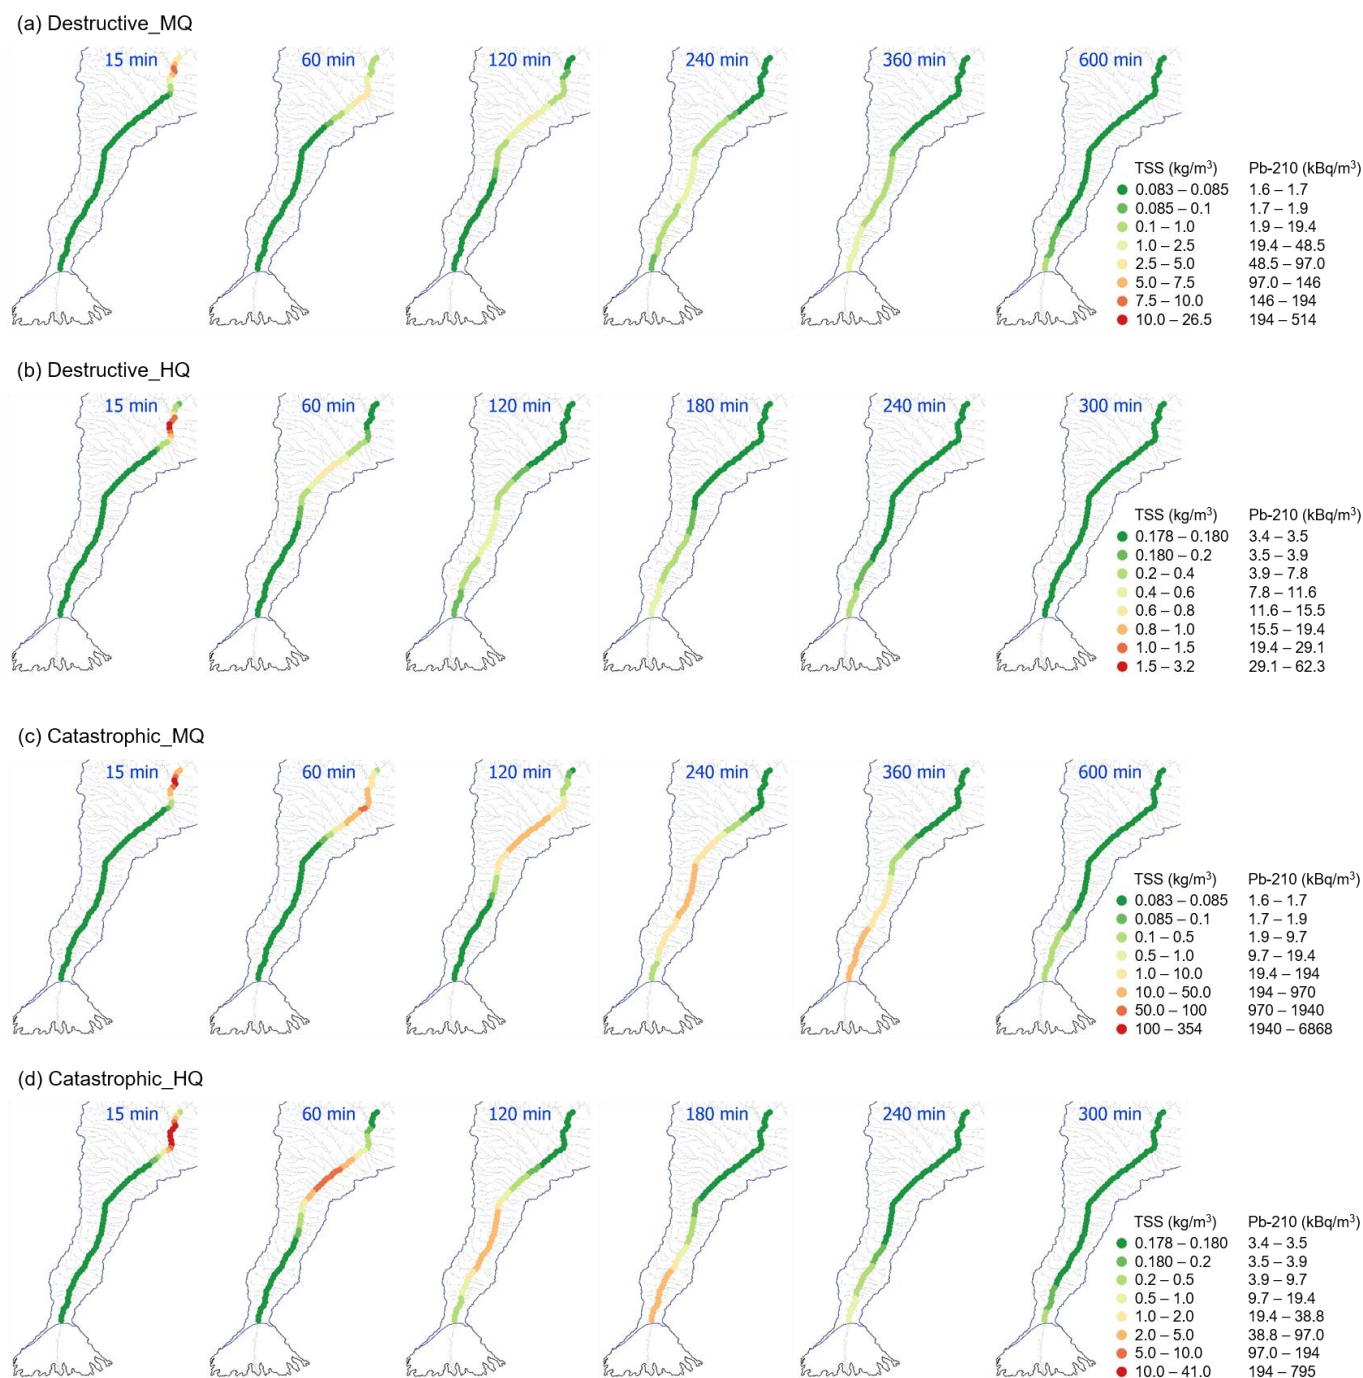 (a) Destructive_MQ
15 min 60 min 120 min 240 min 360 min 600 min
TSS (kg/m³) Pb-210 (kBq/m³)
0.083 – 0.085 1.6 – 1.7
0.085 – 0.1 1.7 – 1.9
0.1 – 1.0 1.9 – 19.4
1.0 – 2.5 19.4 – 48.5
2.5 – 5.0 48.5 – 97.0
5.0 – 7.5 97.0 – 146
7.5 – 10.0 146 – 194
10.0 – 26.5 194 – 514
(b) Destructive_HQ
15 min 60 min 120 min 180 min 240 min 300 min
TSS (kg/m³) Pb-210 (kBq/m³)
0.178 – 0.180 3.4 – 3.5
0.180 – 0.2 3.5 – 3.9
0.2 – 0.4 3.9 – 7.8
0.4 – 0.6 7.8 – 11.6
0.6 – 0.8 11.6 – 15.5
0.8 – 1.0 15.5 – 19.4
1.0 – 1.5 19.4 – 29.1
1.5 – 3.2 29.1 – 62.3
(c) Catastrophic_MQ
15 min 60 min 120 min 240 min 360 min 600 min
TSS (kg/m³) Pb-210 (kBq/m³)
0.083 – 0.085 1.6 – 1.7
0.085 – 0.1 1.7 – 1.9
0.1 – 0.5 1.9 – 9.7
0.5 – 1.0 9.7 – 19.4
1.0 – 10.0 19.4 – 194
10.0 – 50.0 194 – 970
50.0 – 100 970 – 1940
100 – 354 1940 – 6868
(d) Catastrophic_HQ
15 min 60 min 120 min 180 min 240 min 300 min
TSS (kg/m³) Pb-210 (kBq/m³)
0.178 – 0.180 3.4 – 3.5
0.180 – 0.2 3.5 – 3.9
0.2 – 0.5 3.9 – 9.7
0.5 – 1.0 9.7 – 19.4
1.0 – 2.0 19.4 – 38.8
2.0 – 5.0 38.8 – 97.0
5.0 – 10.0 97.0 – 194
10.0 – 41.0 194 – 795